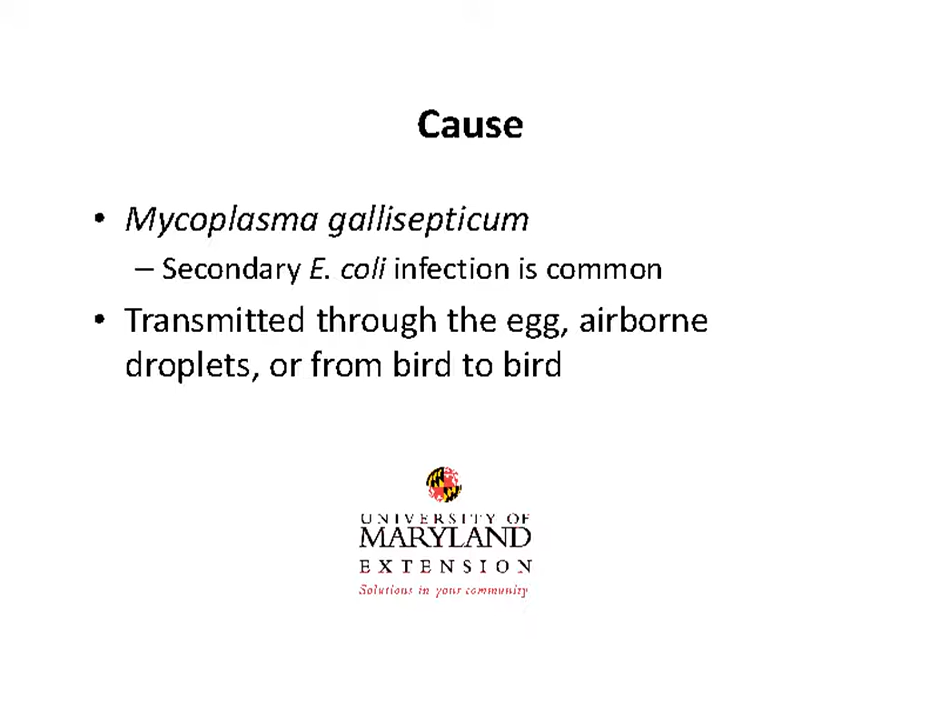 Cause
• Mycoplasma gallisepticum
– Secondary E. coli infection is common
• Transmitted through the egg, airborne
droplets, or from bird to bird
UNIVERSITY OF
MARYLAND
EXTENSION
Solutions in your community